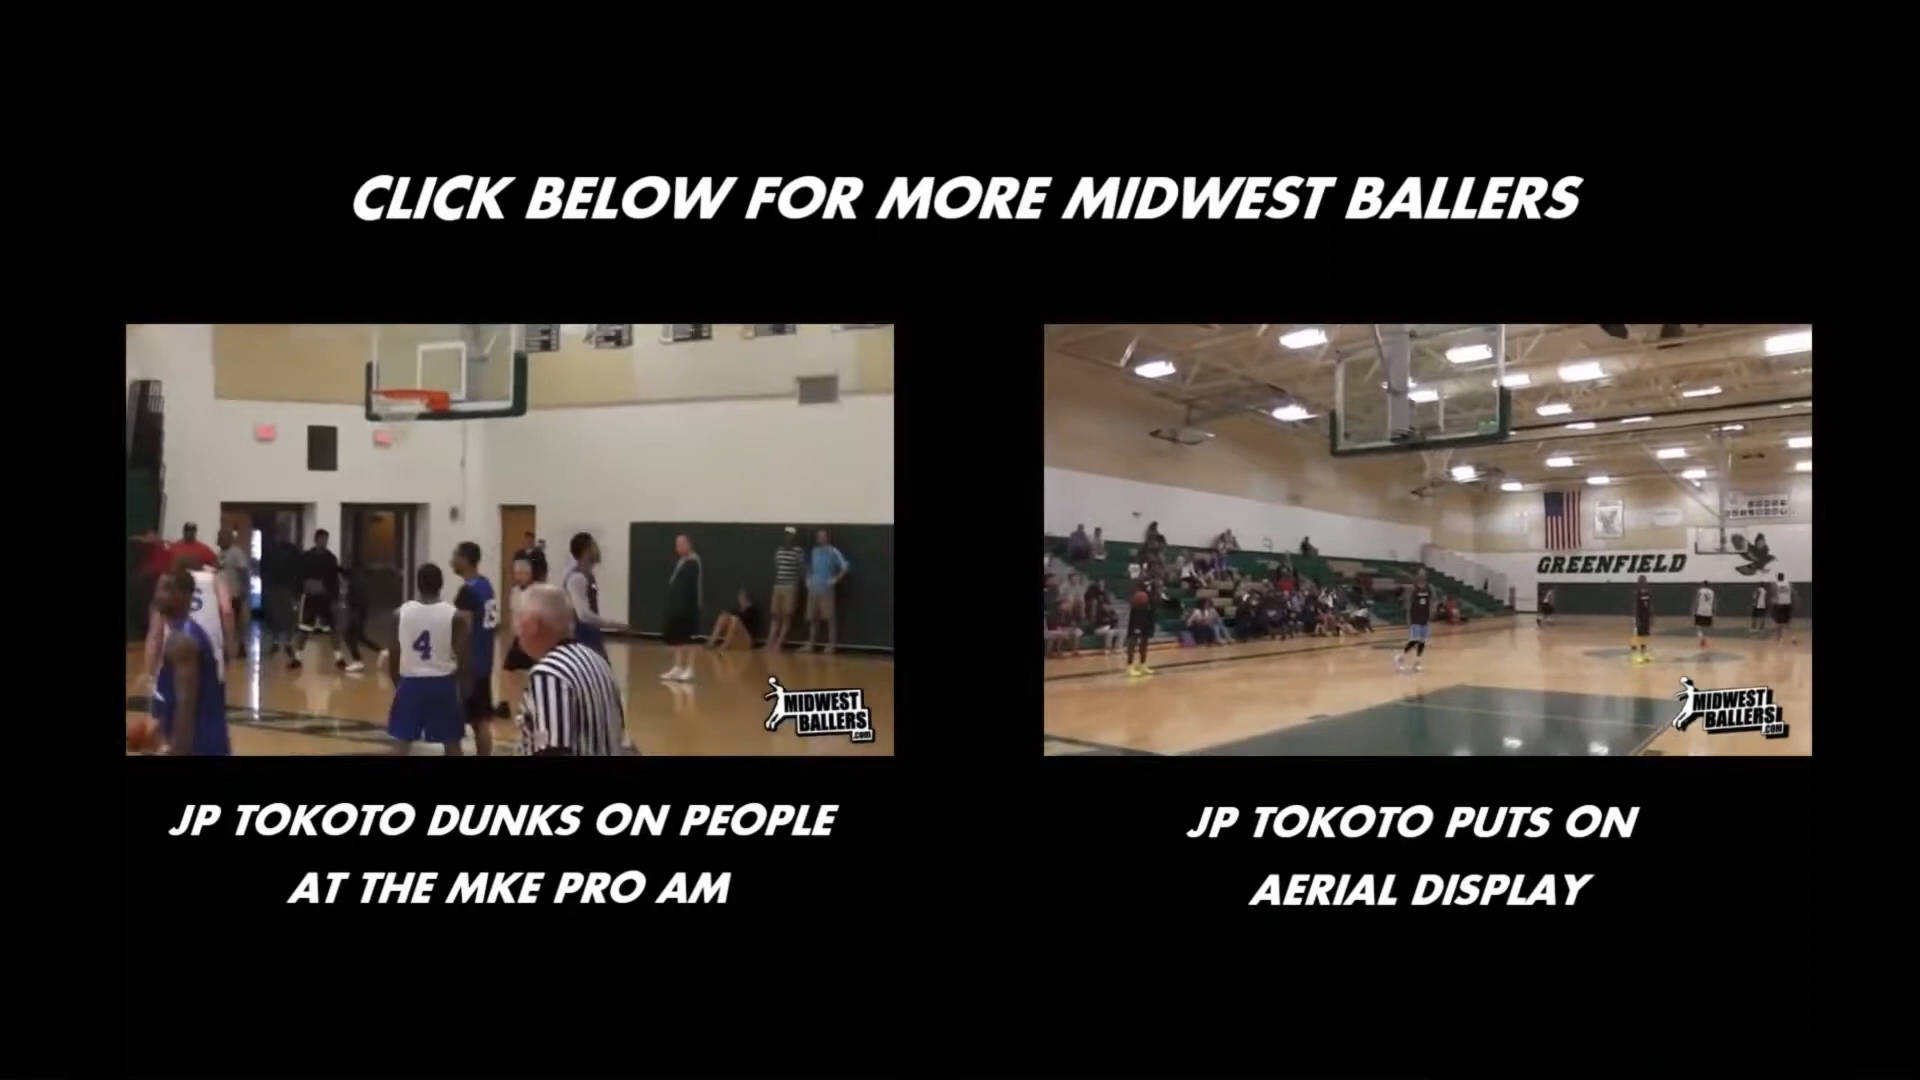 CLICK BELOW FOR MORE MIDWEST BALLERS
4
MIDWEST
BALLERS
.COM
GREENFIELD
MIDWEST
BALLERS
.COM
JP TOKOTO DUNKS ON PEOPLE
AT THE MKE PRO AM
JP TOKOTO PUTS ON
AERIAL DISPLAY